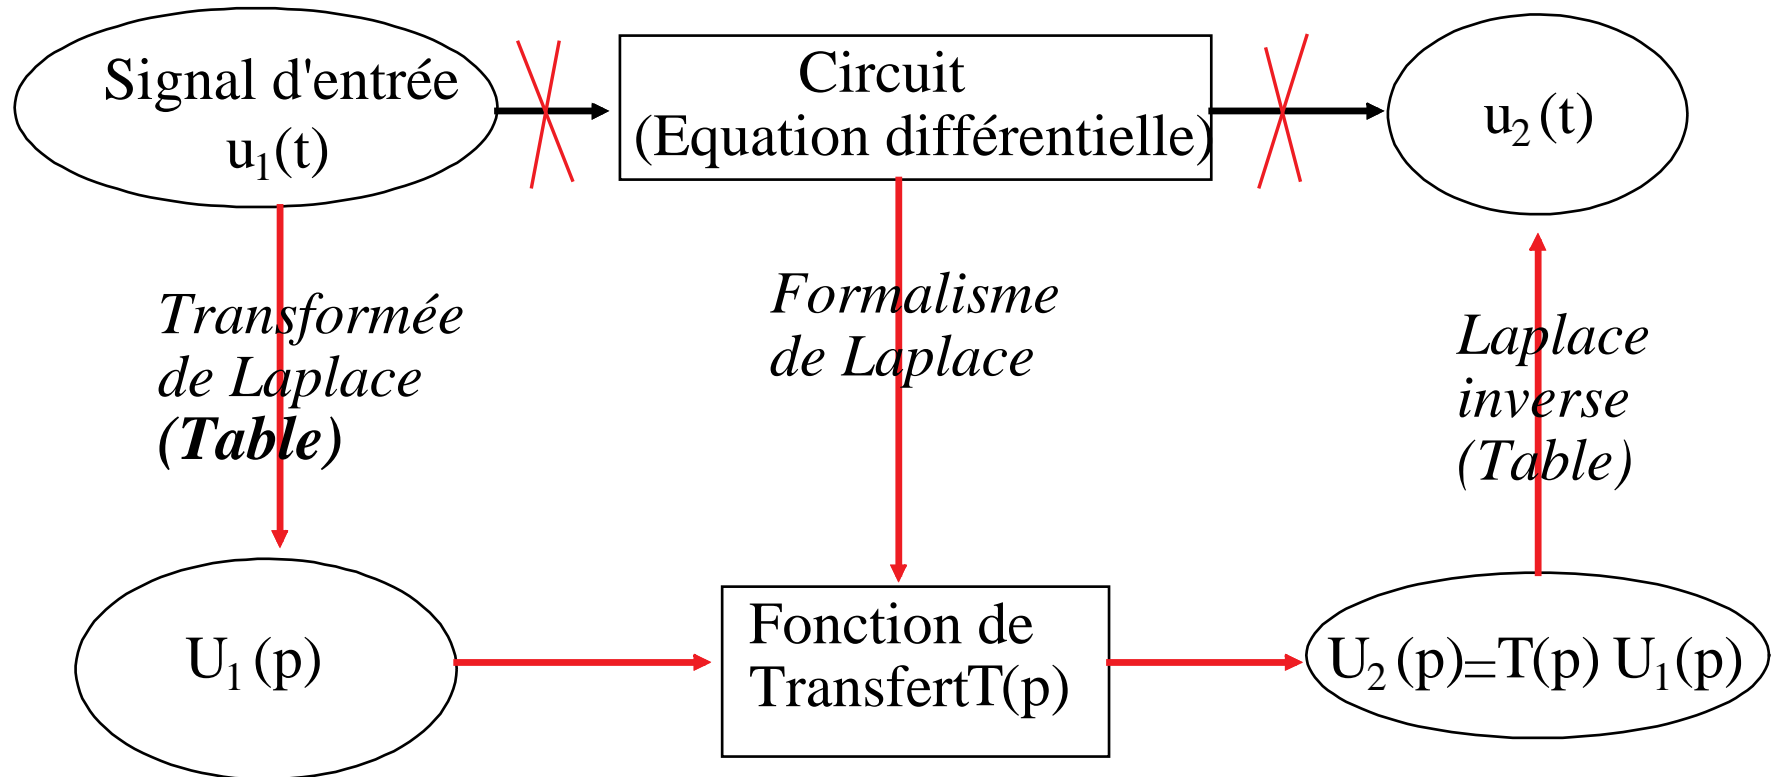 Signal d'entrée
u₁(t)
Circuit
(Equation différentielle)
u₂(t)
Transformée
de Laplace
(Table)
Formalisme
de Laplace
Laplace
inverse
(Table)
U₁(p)
Fonction de
TransfertT(p)
U₂(p)=T(p) U₁(p)